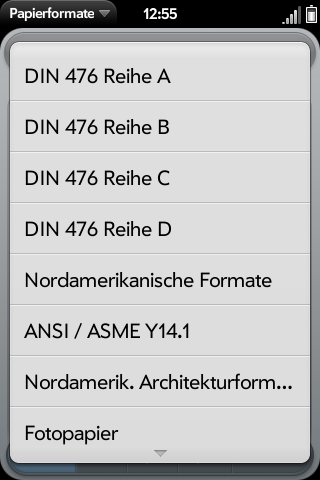 Papierformate 12:55
DIN 476 Reihe A
DIN 476 Reihe B
DIN 476 Reihe C
DIN 476 Reihe D
Nordamerikanische Formate
ANSI / ASME Y14.1
Nordamerik. Architekturform...
Fotopapier